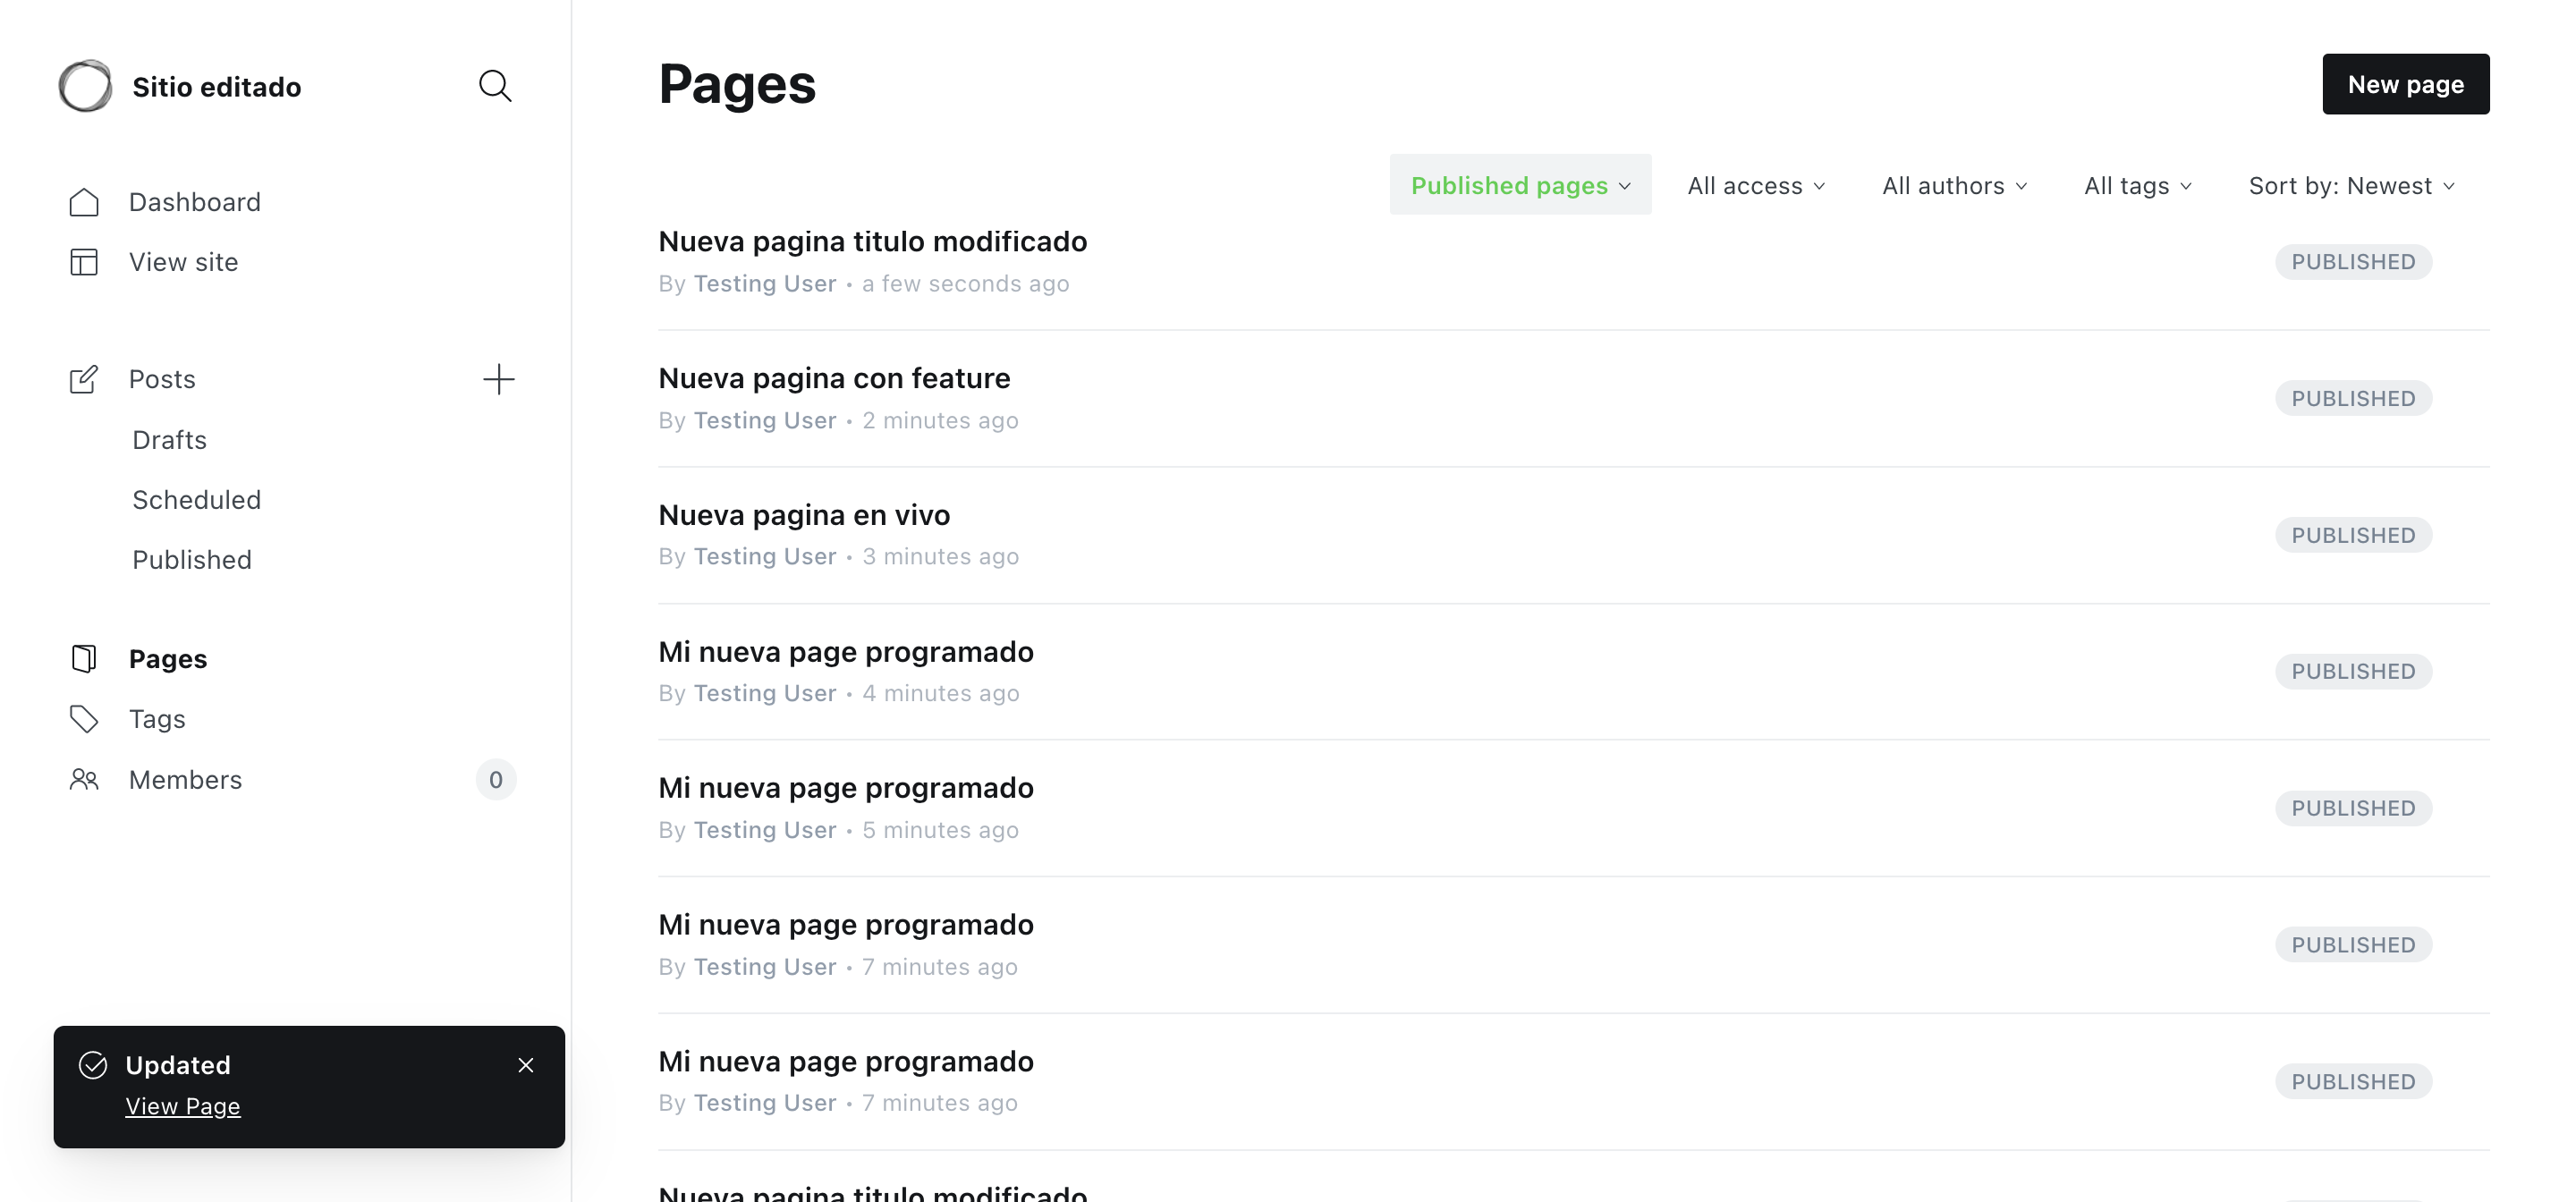 Sitio editado
Dashboard
View site
Posts
Drafts
Scheduled
Published
Pages
Tags
Members
0
Updated
View Page
Pages
New page
Published pages
All access
All authors
All tags
Sort by: Newest
Nueva pagina titulo modificado
By Testing User • a few seconds ago
PUBLISHED
Nueva pagina con feature
By Testing User • 2 minutes ago
PUBLISHED
Nueva pagina en vivo
By Testing User • 3 minutes ago
PUBLISHED
Mi nueva page programado
By Testing User • 4 minutes ago
PUBLISHED
Mi nueva page programado
By Testing User • 5 minutes ago
PUBLISHED
Mi nueva page programado
By Testing User • 7 minutes ago
PUBLISHED
Mi nueva page programado
By Testing User • 7 minutes ago
PUBLISHED
Nueva pagina titulo modificado